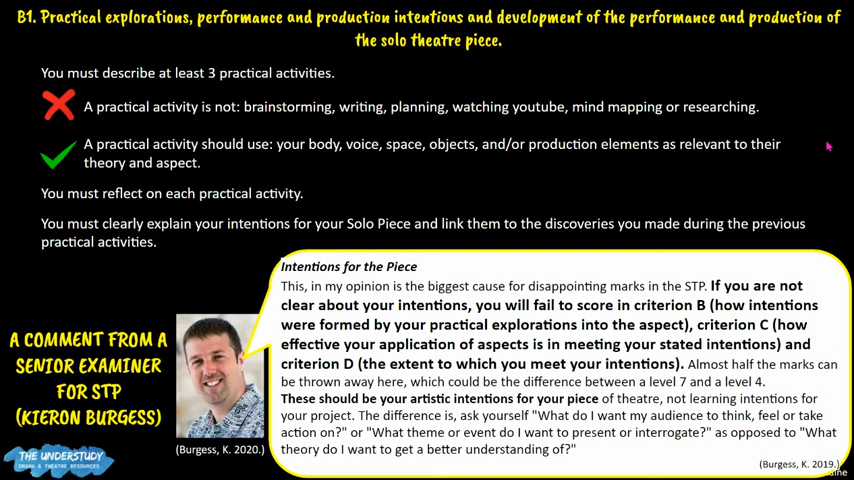 B1. Practical explorations, performance and production intentions and development of the performance and production of
the solo theatre piece.
You must describe at least 3 practical activities.
A practical activity is not: brainstorming, writing, planning, watching youtube, mind mapping or researching.
A practical activity should use: your body, voice, space, objects, and/or production elements as relevant to their
theory and aspect.
You must reflect on each practical activity.
You must clearly explain your intentions for your Solo Piece and link them to the discoveries you made during the previous
practical activities.
Intentions for the Piece
This, in my opinion is the biggest cause for disappointing marks in the STP. If you are not
clear about your intentions, you will fail to score in criterion B (how intentions
were formed by your practical explorations into the aspect), criterion C (how
effective your application of aspects is in meeting your stated intentions) and
criterion D (the extent to which you meet your intentions). Almost half the marks can
be thrown away here, which could be the difference between a level 7 and a level 4.
These should be your artistic intentions for your piece of theatre, not learning intentions for
your project. The difference is, ask yourself "What do I want my audience to think, feel or take
action on?" or "What theme or event do I want to present or interrogate?" as opposed to "What
theory do I want to get a better understanding of?"
(Burgess, K. 2019.)
A COMMENT FROM A
SENIOR EXAMINER
FOR STP
(KIERON BURGESS)
(Burgess, K. 2020.)
THE UNDERSTUDY
DRAMA & THEATRE RESOURCES